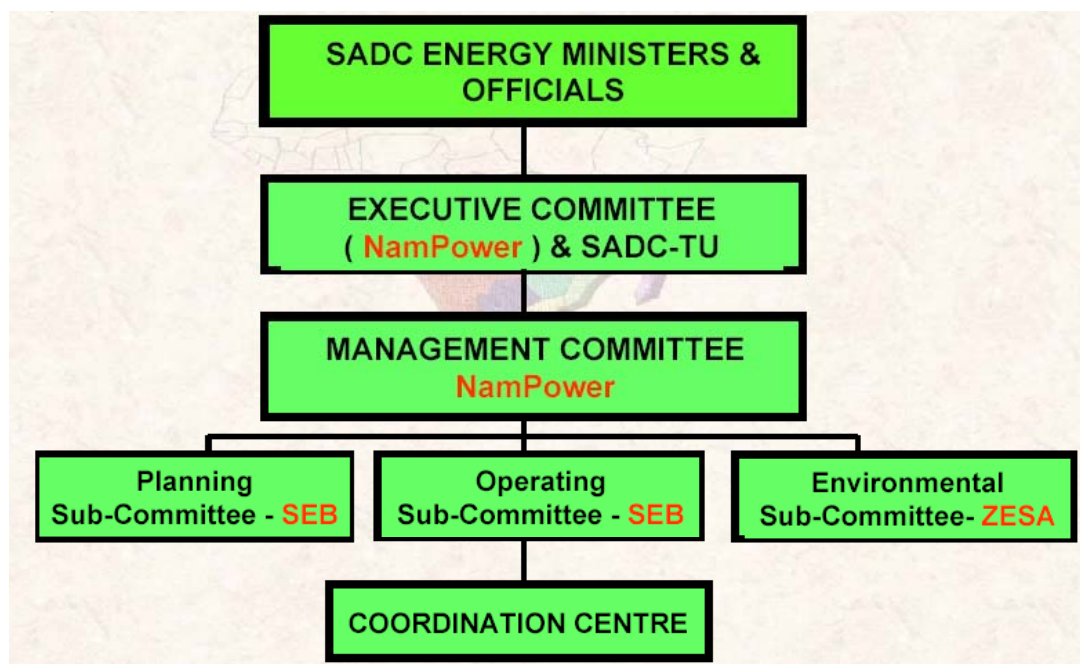 SADC ENERGY MINISTERS &
OFFICIALS
EXECUTIVE COMMITTEE
( NamPower ) & SADC-TU
MANAGEMENT COMMITTEE
NamPower
Planning
Sub-Committee - SEB
Operating
Sub-Committee - SEB
Environmental
Sub-Committee- ZESA
COORDINATION CENTRE